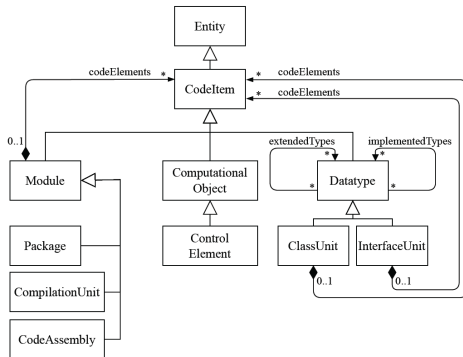 Entity
codeElements * * codeElements
CodeItem * codeElements
0..1
extendedTypes implementedTypes
* *
Module
Computational
Object
Datatype
* *
Package
Control
Element
ClassUnit InterfaceUnit
CompilationUnit
0..1 0..1
CodeAssembly